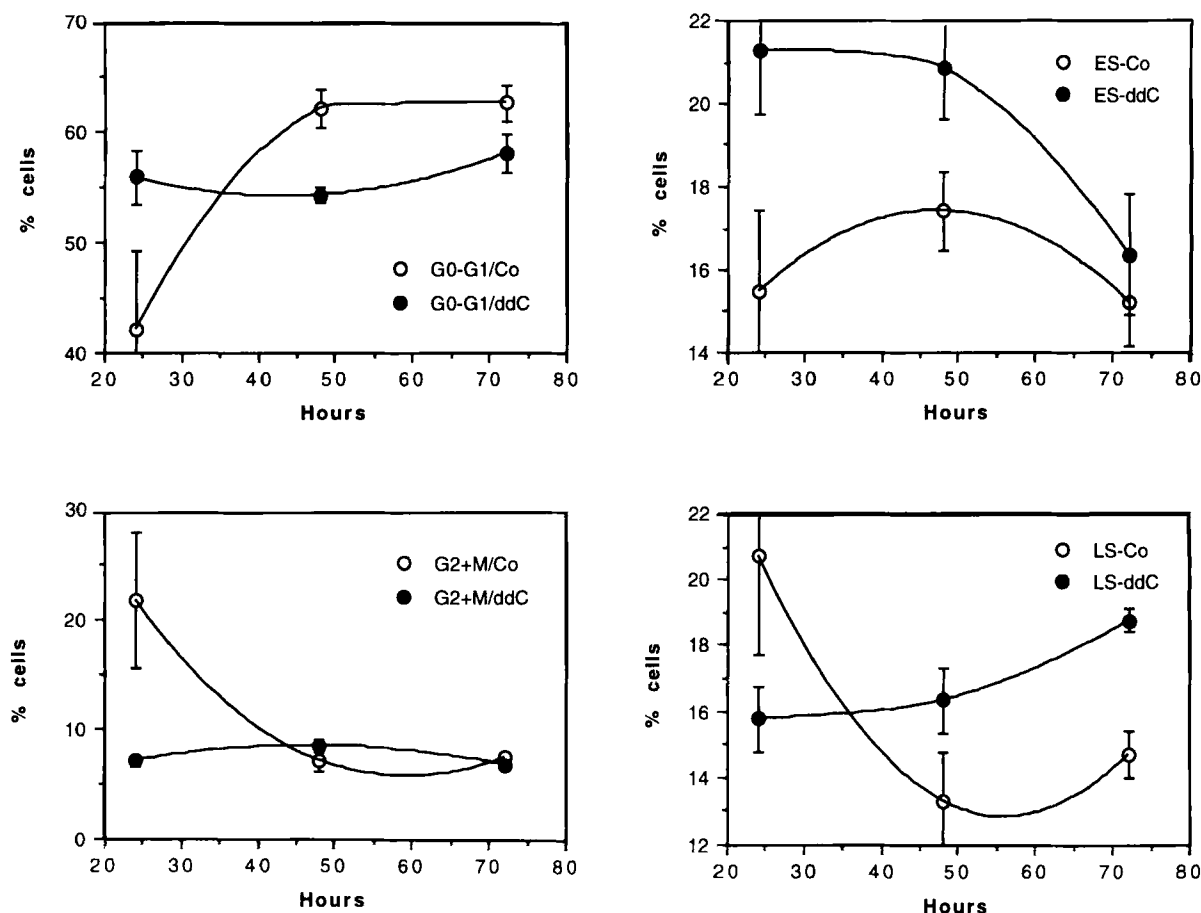 70
60
50
40
% cells
G0-G1/Co
G0-G1/ddC
20 30 40 50 60 70 80
Hours
22
21
20
18
16
14
% cells
ES-Co
ES-ddC
20 30 40 50 60 70 80
Hours
30
20
10
0
% cells
G2+M/Co
G2+M/ddC
20 30 40 50 60 70 80
Hours
22
20
18
16
14
12
% cells
LS-Co
LS-ddC
20 30 40 50 60 70 80
Hours